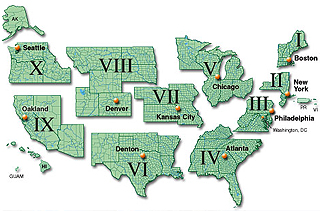 AK
Seattle
X
VIII
Denver
V
Chicago
I
Boston
II
New
York
PR
III
Philadelphia
Washington, DC
Oakland
IX
VII
Kansas City
Denton
VI
IV
Atlanta
GUAM
HI